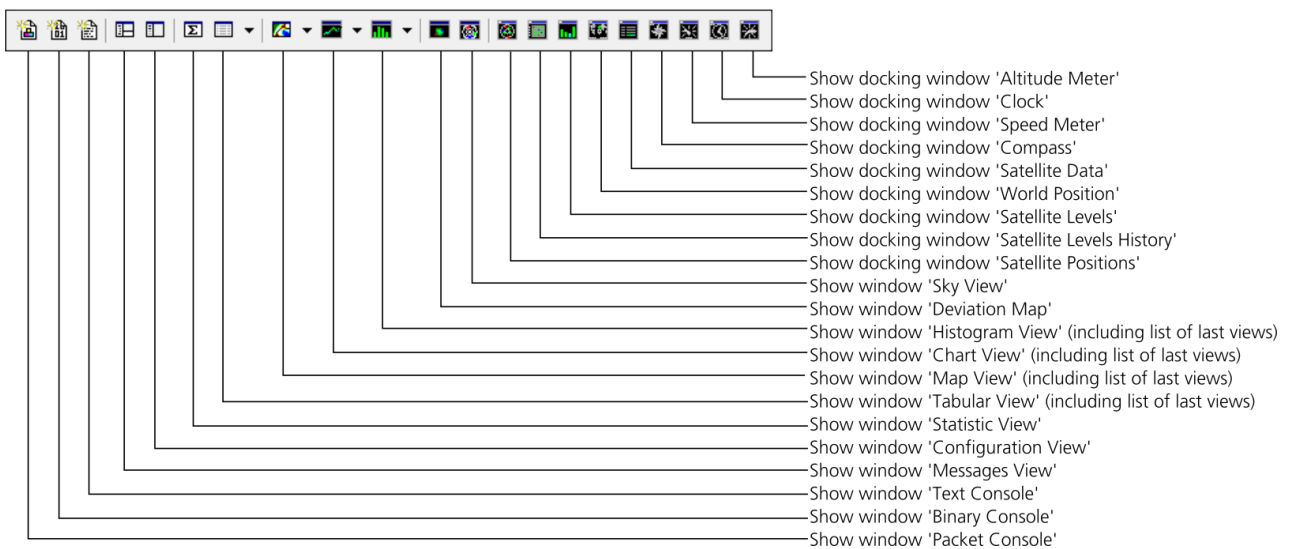 Show docking window 'Altitude Meter'
Show docking window 'Clock'
Show docking window 'Speed Meter'
Show docking window 'Compass'
Show docking window 'Satellite Data'
Show docking window 'World Position'
Show docking window 'Satellite Levels'
Show docking window 'Satellite Levels History'
Show docking window 'Satellite Positions'
Show window 'Sky View'
Show window 'Deviation Map'
Show window 'Histogram View' (including list of last views)
Show window 'Chart View' (including list of last views)
Show window 'Map View' (including list of last views)
Show window 'Tabular View' (including list of last views)
Show window 'Statistic View'
Show window 'Configuration View'
Show window 'Messages View'
Show window 'Text Console'
Show window 'Binary Console'
Show window 'Packet Console'